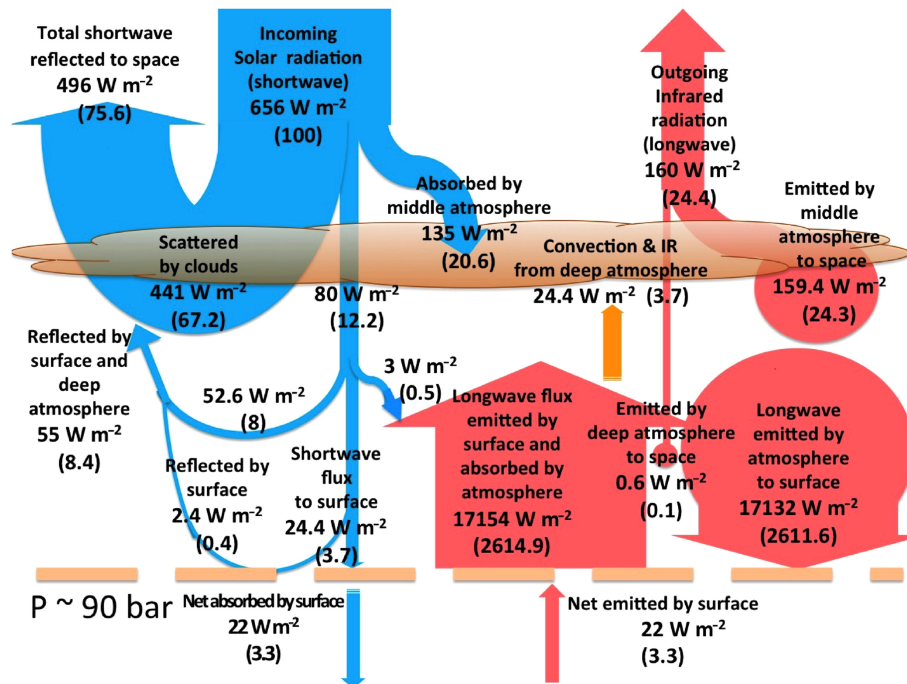 Total shortwave
reflected to space
496 W m⁻²
(75.6)
Incoming
Solar radiation
(shortwave)
656 W m⁻²
(100)
Outgoing
Infrared
radiation
(longwave)
160 W m⁻²
(24.4)
Absorbed by
middle atmosphere
135 W m⁻²
(20.6)
Emitted by
middle
atmosphere
to space
159.4 W m⁻²
(24.3)
Scattered
by clouds
441 W m⁻²
(67.2)
80 W m⁻²
(12.2)
Convection & IR
from deep atmosphere
24.4 W m⁻² (3.7)
Reflected by
surface and
deep
atmosphere
55 W m⁻²
(8.4)
52.6 W m⁻²
(8)
3 W m⁻²
(0.5)
Reflected by
surface
2.4 W m⁻²
(0.4)
Shortwave
flux
to surface
24.4 W m⁻²
(3.7)
Longwave flux
emitted by
surface and
absorbed by
atmosphere
17154 W m⁻²
(2614.9)
Emitted by
deep atmosphere
to space
0.6 W m⁻²
(0.1)
Longwave
emitted by
atmosphere
to surface
17132 W m⁻²
(2611.6)
P ~ 90 bar
Net absorbed by surface
22 W m⁻²
(3.3)
Net emitted by surface
22 W m⁻²
(3.3)